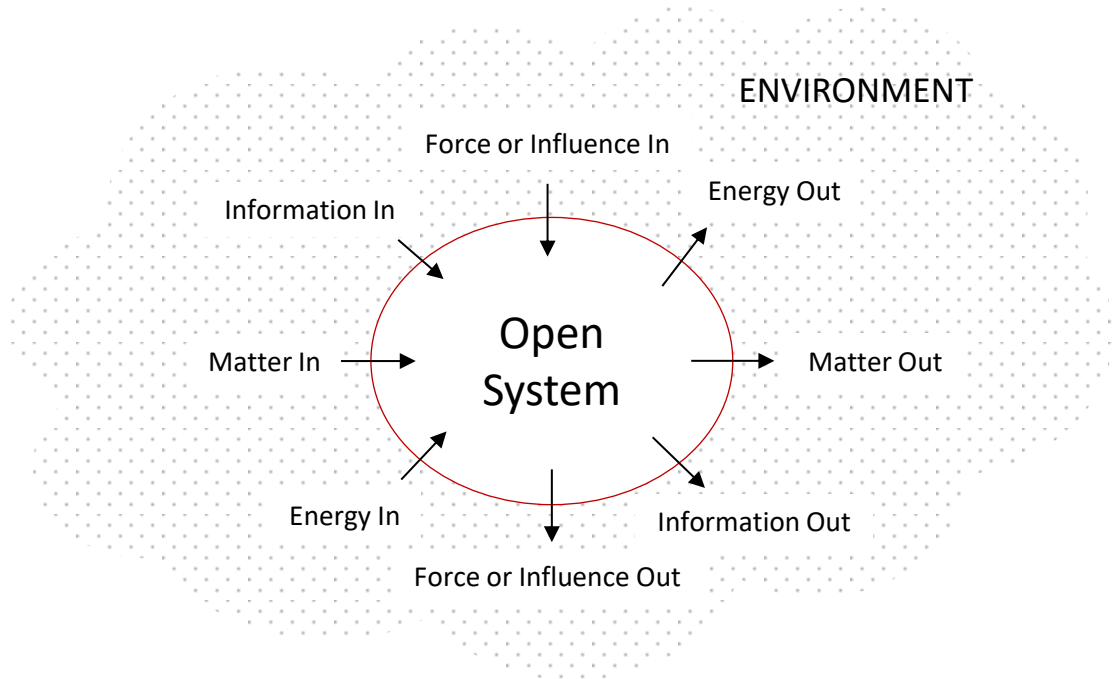 ENVIRONMENT
Force or Influence In
Energy Out
Information In
Open
System
Matter In
Matter Out
Energy In
Information Out
Force or Influence Out